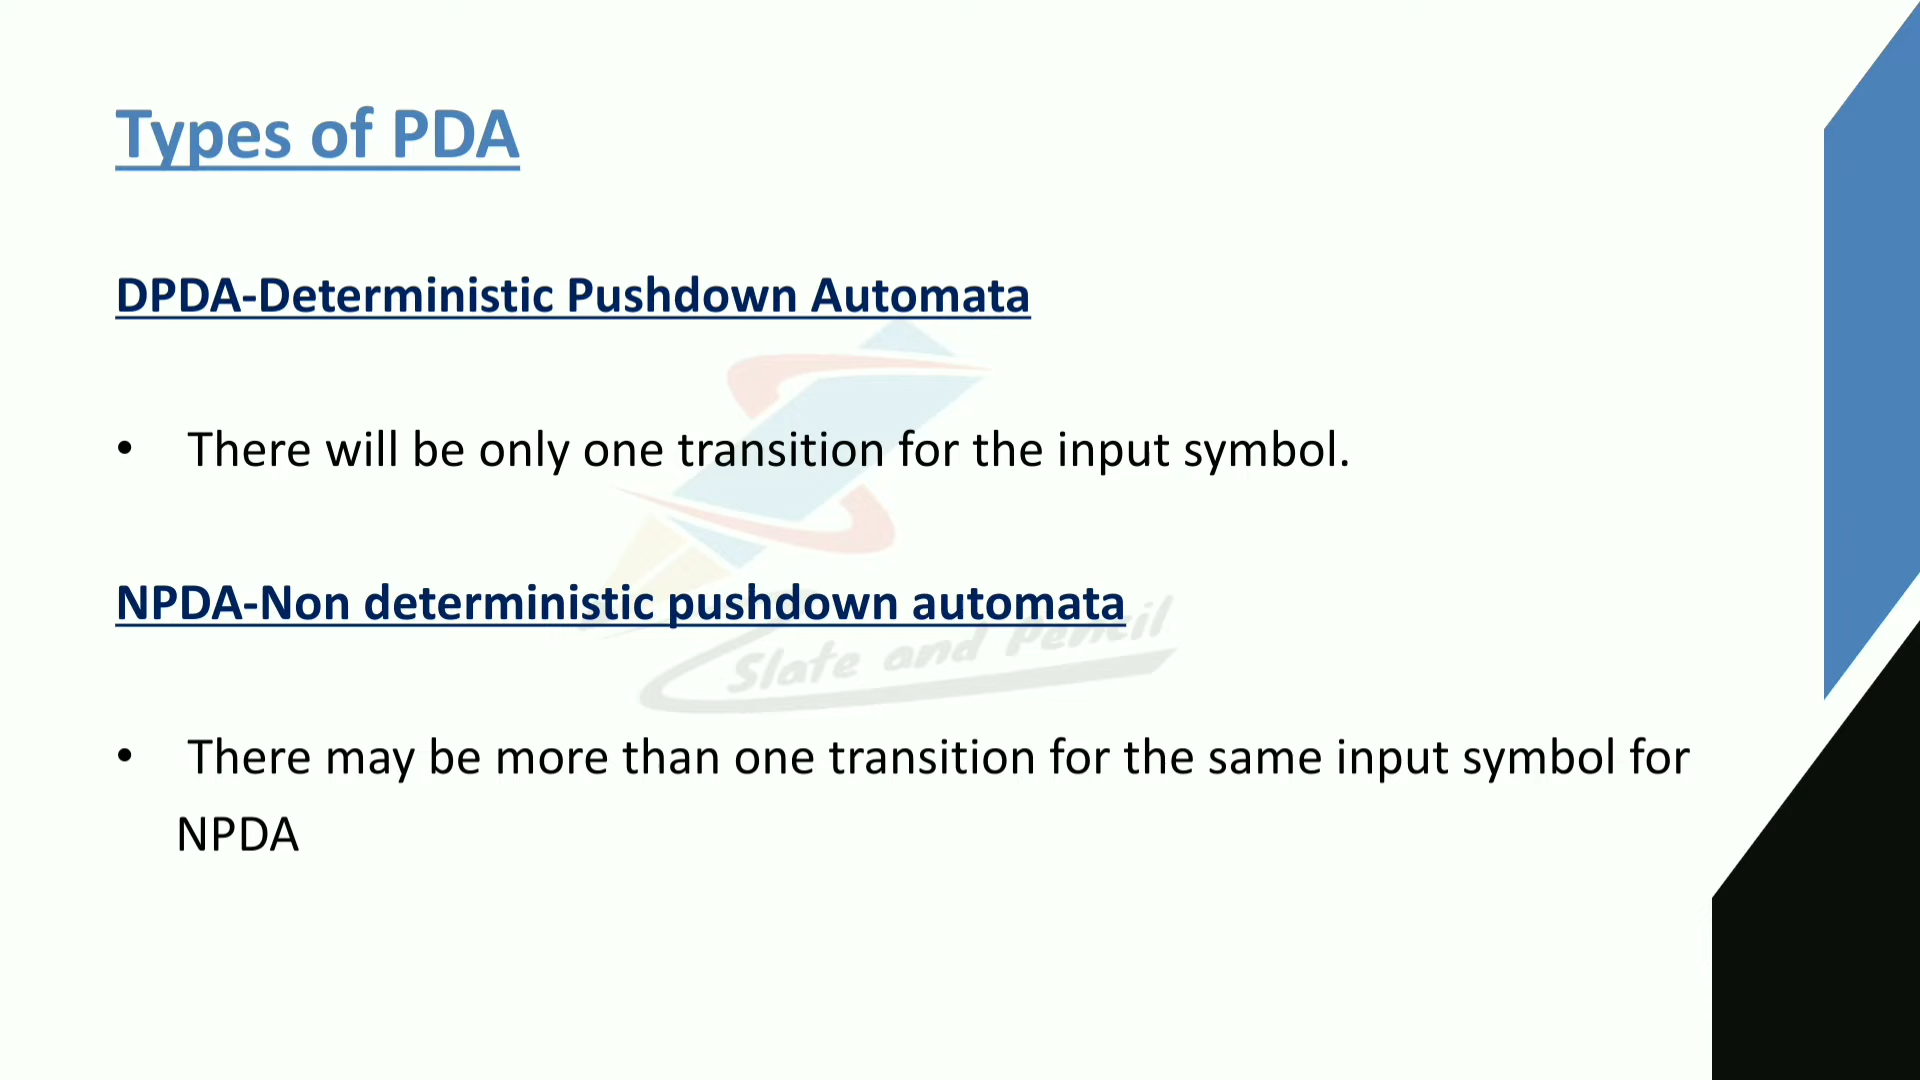 Types of PDA
DPDA-Deterministic Pushdown Automata
• There will be only one transition for the input symbol.
NPDA-Non deterministic pushdown automata
Slate and Pencil
• There may be more than one transition for the same input symbol for
NPDA